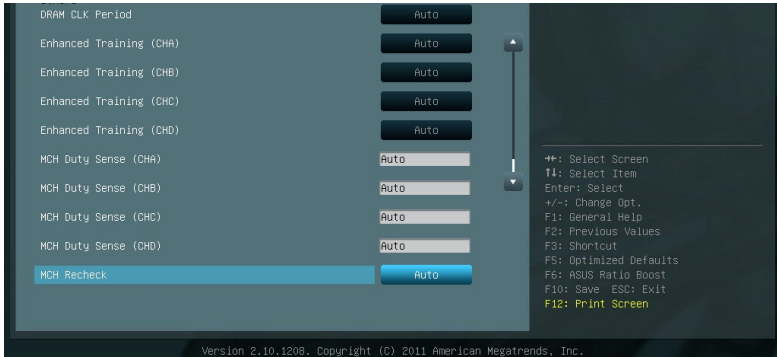 DRAM CLK Period Auto
Enhanced Training (CHA) Auto
Enhanced Training (CHB) Auto
Enhanced Training (CHC) Auto
Enhanced Training (CHD) Auto
MCH Duty Sense (CHA) Auto
MCH Duty Sense (CHB) Auto
MCH Duty Sense (CHC) Auto
MCH Duty Sense (CHD) Auto
MCH Recheck Auto
→←: Select Screen
↑↓: Select Item
Enter: Select
+/-: Change Opt.
F1: General Help
F2: Previous Values
F3: Shortcut
F5: Optimized Defaults
F6: ASUS Ratio Boost
F10: Save ESC: Exit
F12: Print Screen
Version 2.10.1208. Copyright (C) 2011 American Megatrends, Inc.